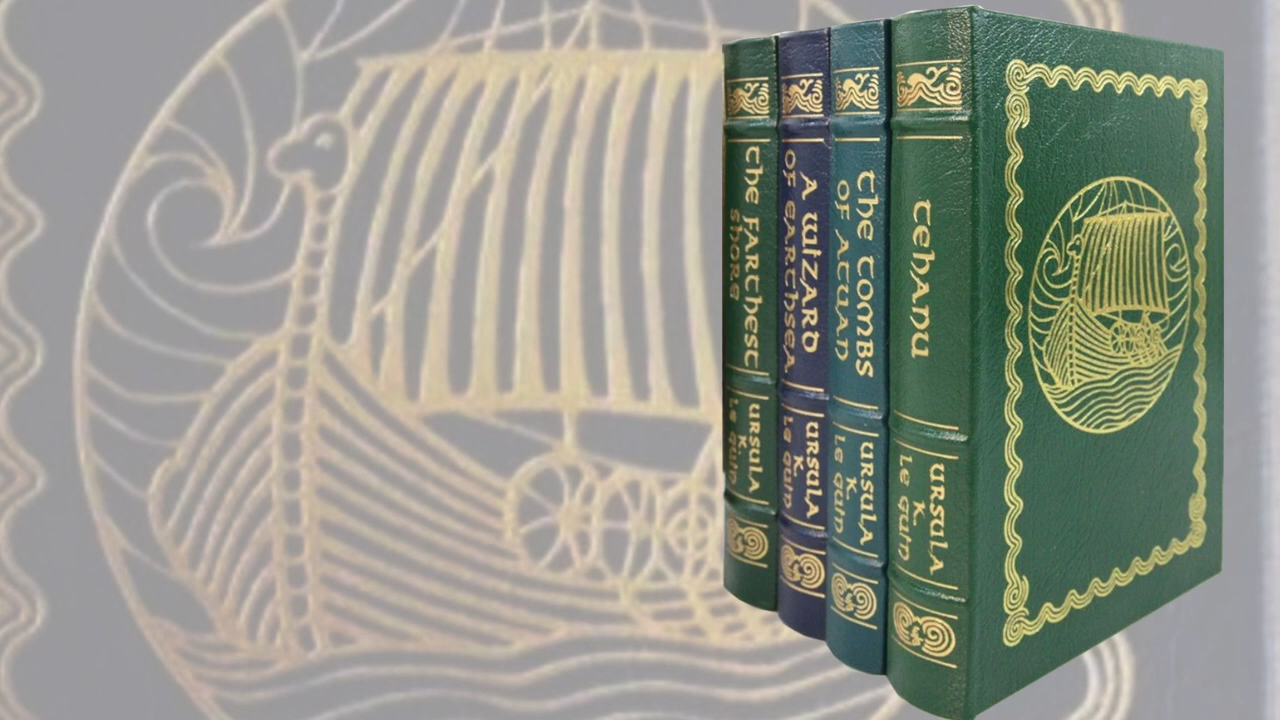 The Farthest
Shore
Ursula
K.
Le Guin
A Wizard
of Earthsea
Ursula
K.
Le Guin
The Tombs
of Atuan
Ursula
K.
Le Guin
Tehanu
Ursula
K.
Le Guin